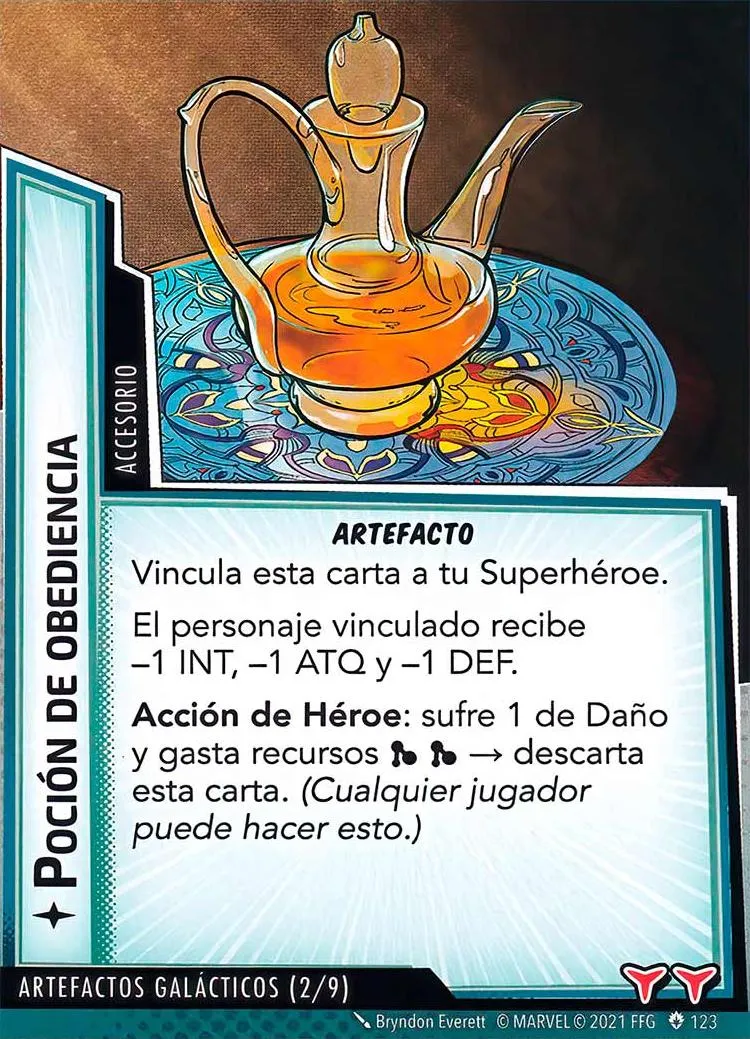 ACCESORIO
POCIÓN DE OBEDIENCIA
ARTEFACTO
Vincula esta carta a tu Superhéroe.
El personaje vinculado recibe
–1 INT, –1 ATQ y –1 DEF.
Acción de Héroe: sufre 1 de Daño
y gasta recursos → descarta
esta carta. (Cualquier jugador
puede hacer esto.)
ARTEFACTOS GALÁCTICOS (2/9)
Bryndon Everett © MARVEL © 2021 FFG 123